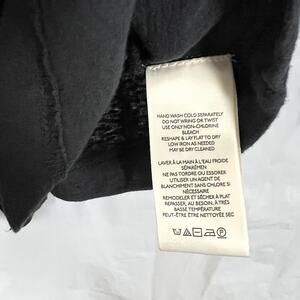 HAND WASH COLD SEPARATELY
DO NOT WRING OR TWIST
USE ONLY NON-CHLORINE
BLEACH
RESHAPE & LAY FLAT TO DRY
LOW IRON AS NEEDED
MAY BE DRY CLEANED
LAVER À LA MAIN À L'EAU FROIDE
SÉPARÉMENT
NE PAS TORDRE OU ESSORER
UTILISER UN AGENT DE
BLANCHIMENT SANS CHLORE SI
NÉCESSAIRE
REMODELER ET SÉCHER À PLAT
REPASSER, AU BESOIN, À TRÈS
BASSE TEMPÉRATURE
PEUT-ÊTRE ÊTRE NETTOYÉE SEC